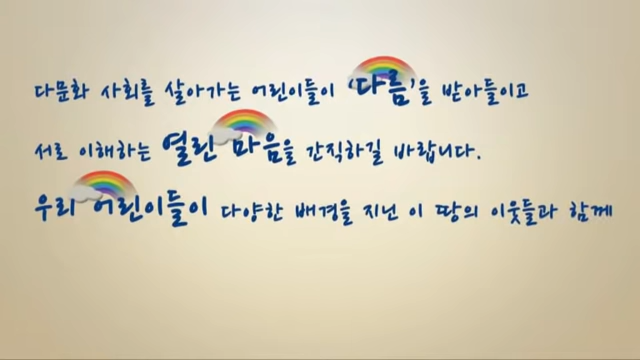 다문화 사회를 살아가는 어린이들이 '다름'을 받아들이고
서로 이해하는 열린 마음을 간직하길 바랍니다.
우리 어린이들이 다양한 배경을 지닌 이 땅의 이웃들과 함께